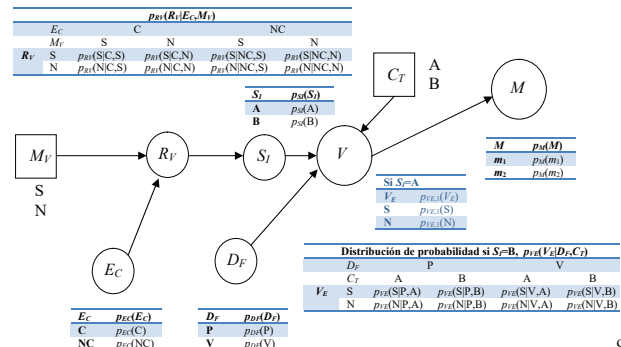 p_RV(R_V|E_C,M_V)
E_C C NC
M_V S N S N
R_V S p_RV(S|C,S) p_RV(S|C,N) p_RV(S|NC,S) p_RV(S|NC,N)
N p_RV(N|C,S) p_RV(N|C,N) p_RV(N|NC,S) p_RV(N|NC,N)
C_T
A
B
M
S_I p_SI(S_I)
A p_SI(A)
B p_SI(B)
M_V
R_V
S_I
V
S
N
M p_M(M)
m1 p_M(m1)
m2 p_M(m2)
Si S_I=A
V_E p_VE,1(V_E)
S p_VE,1(S)
N p_VE,1(N)
E_C
D_F
Distribución de probabilidad si S_I=B, p_VE(V_E|D_F,C_T)
D_F P V
C_T A B A B
V_E S p_VE(S|P,A) p_VE(S|P,B) p_VE(S|V,A) p_VE(S|V,B)
N p_VE(N|P,A) p_VE(N|P,B) p_VE(N|V,A) p_VE(N|V,B)
E_C p_EC(E_C)
C p_EC(C)
NC p_EC(NC)
D_F p_DF(D_F)
P p_DF(P)
V p_DF(V)